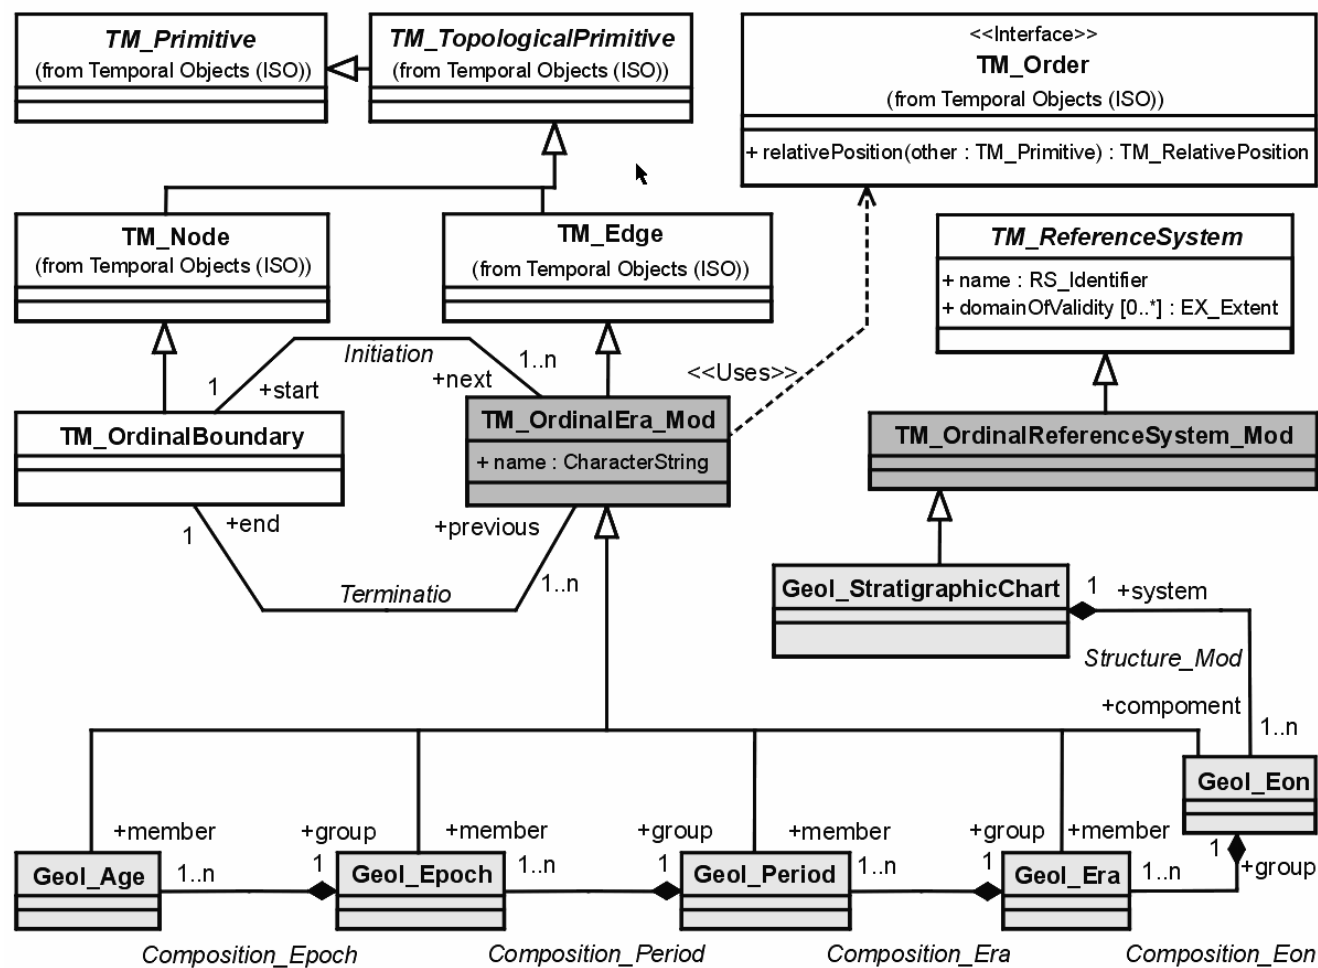 TM_Primitive
(from Temporal Objects (ISO))
TM_TopologicalPrimitive
(from Temporal Objects (ISO))
<<Interface>>
TM_Order
(from Temporal Objects (ISO))
+ relativePosition(other : TM_Primitive) : TM_RelativePosition
TM_Node
(from Temporal Objects (ISO))
TM_Edge
(from Temporal Objects (ISO))
TM_ReferenceSystem
+ name : RS_Identifier
+ domainOfValidity [0..*] : EX_Extent
Initiation
1
+start
1..n
+next
<<Uses>>
TM_OrdinalBoundary
TM_OrdinalEra_Mod
+ name : CharacterString
TM_OrdinalReferenceSystem_Mod
1
+end
+previous
1..n
Terminatio
Geol_StratigraphicChart
1
+system
Structure_Mod
+compoment
1..n
Geol_Eon
1
+group
+member
1..n
+group
1
+member
1..n
+group
1
+member
1..n
+group
1
+member
1..n
Geol_Age
Geol_Epoch
Geol_Period
Geol_Era
Composition_Epoch
Composition_Period
Composition_Era
Composition_Eon